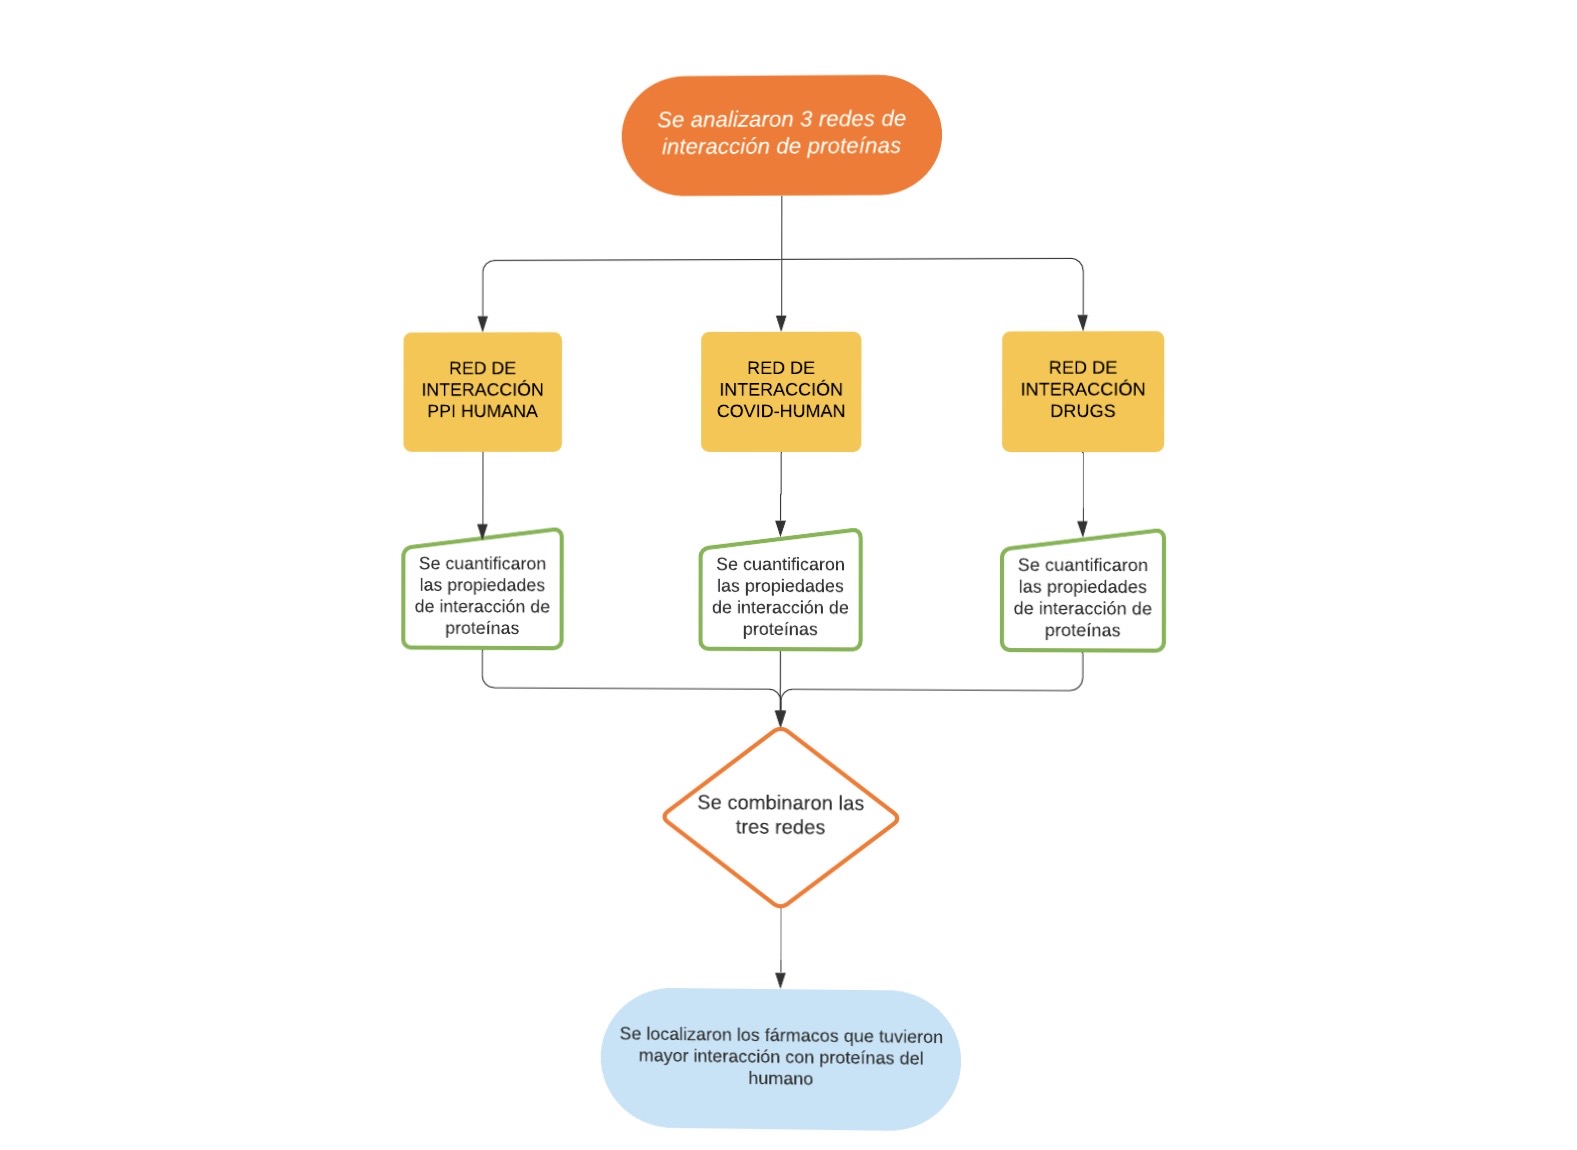 Se analizaron 3 redes de
interacción de proteínas
RED DE
INTERACCIÓN
PPI HUMANA
RED DE
INTERACCIÓN
COVID-HUMAN
RED DE
INTERACCIÓN
DRUGS
Se cuantificaron
las propiedades
de interacción de
proteínas
Se cuantificaron
las propiedades
de interacción de
proteínas
Se cuantificaron
las propiedades
de interacción de
proteínas
Se combinaron las
tres redes
Se localizaron los fármacos que tuvieron
mayor interacción con proteínas del
humano